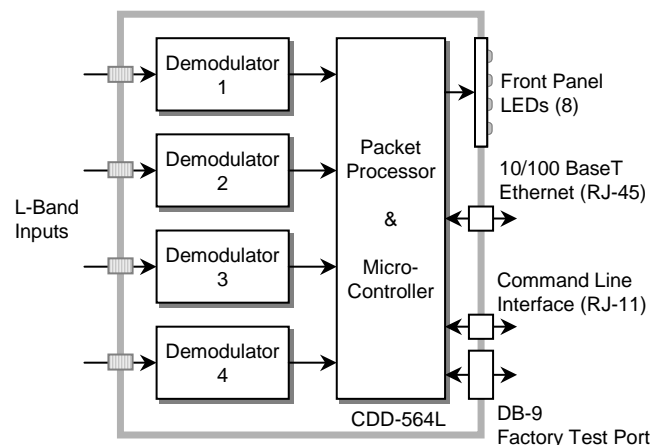 Demodulator
1
Demodulator
2
Demodulator
3
Demodulator
4
L-Band
Inputs
Packet
Processor
&
Micro-
Controller
Front Panel
LEDs (8)
10/100 BaseT
Ethernet (RJ-45)
Command Line
Interface (RJ-11)
CDD-564L
DB-9
Factory Test Port